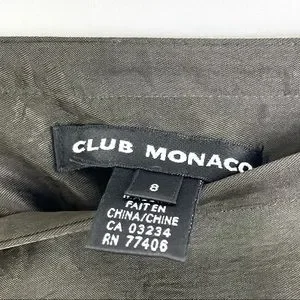 CLUB MONACO
8
FAIT EN
CHINA/CHINE
CA 03234
RN 77406